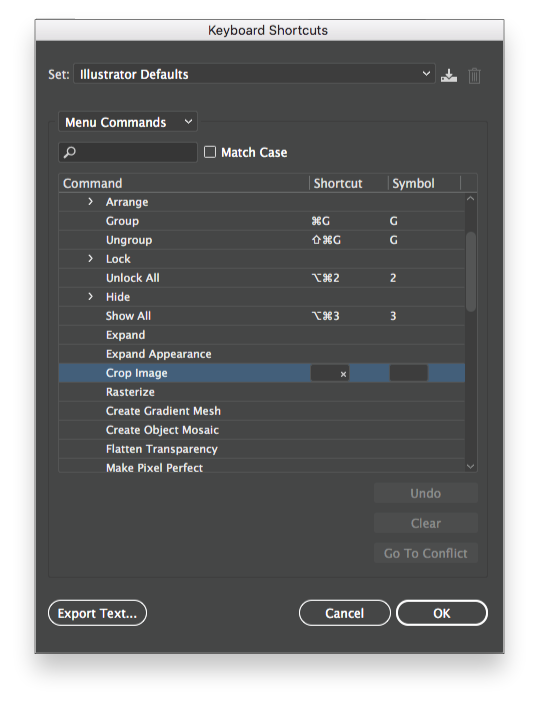 Keyboard Shortcuts
Set: Illustrator Defaults
Menu Commands
Match Case
Command Shortcut Symbol
Arrange
Group ⌘G G
Ungroup ⇧⌘G G
Lock
Unlock All ⌥⌘2 2
Hide
Show All ⌥⌘3 3
Expand
Expand Appearance
Crop Image
Rasterize
Create Gradient Mesh
Create Object Mosaic
Flatten Transparency
Make Pixel Perfect
Undo
Clear
Go To Conflict
Export Text... Cancel OK